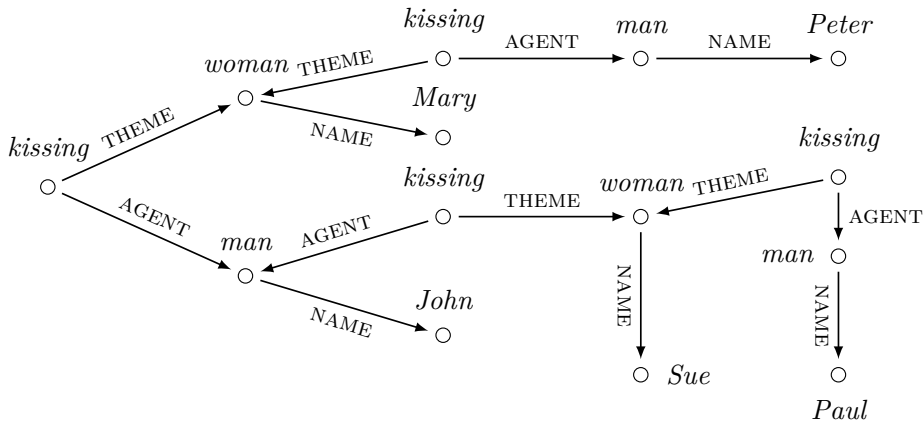 kissing AGENT man NAME Peter
woman THEME
Mary
NAME
THEME
kissing
kissing
kissing THEME woman THEME
AGENT
AGENT
AGENT
man
man
NAME
NAME
NAME
John
Sue
Paul